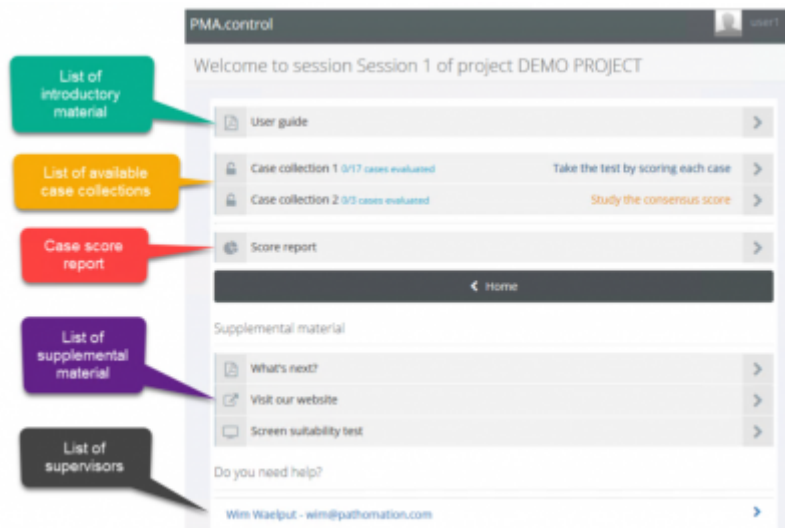 PMA.control
user1
Welcome to session Session 1 of project DEMO PROJECT
List of
introductory
material
User guide
List of available
case collections
Case collection 1 0/17 cases evaluated Take the test by scoring each case
Case collection 2 0/3 cases evaluated Study the consensus score
Case score
report
Score report
Home
Supplemental material
List of
supplemental
material
What's next?
Visit our website
Screen suitability test
List of
supervisors
Do you need help?
Wim Waelput - wim@pathomation.com